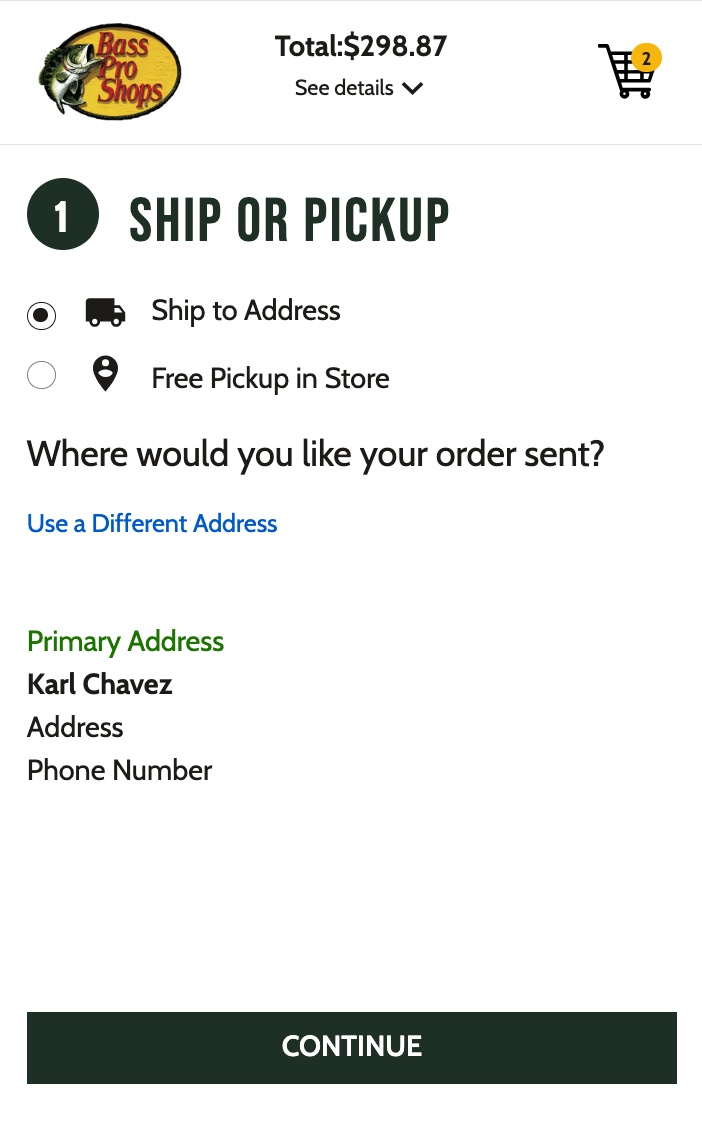 Bass
Pro
Shops
Total:$298.87
See details
2
1 SHIP OR PICKUP
Ship to Address
Free Pickup in Store
Where would you like your order sent?
Use a Different Address
Primary Address
Karl Chavez
Address
Phone Number
CONTINUE